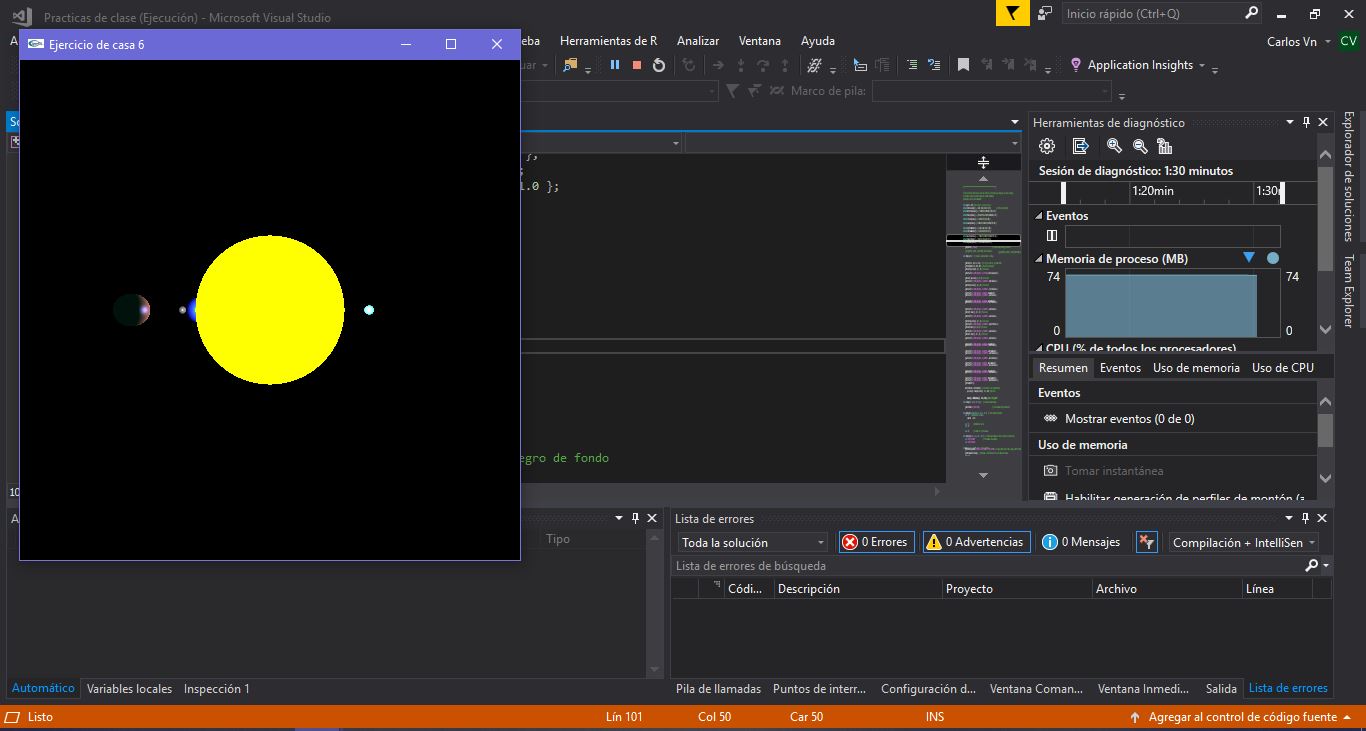 Practicas de clase (Ejecución) - Microsoft Visual Studio
Inicio rápido (Ctrl+Q)
Ejercicio de casa 6
Herramientas de R
Analizar
Ventana
Ayuda
Carlos Vn
CV
Application Insights
Marco de pila:
};
;
1.0 };
egro de fondo
Herramientas de diagnóstico
Sesión de diagnóstico: 1:30 minutos
1:20min
1:30
Eventos
Memoria de proceso (MB)
74
74
0
0
CPU (% de todos los procesadores)
Resumen
Eventos
Uso de memoria
Uso de CPU
Eventos
Mostrar eventos (0 de 0)
Uso de memoria
Tomar instantánea
Habilitar generación de perfiles de montón (a
Explorador de soluciones
Team Explorer
Tipo
Automático
Variables locales
Inspección 1
Lista de errores
Toda la solución
0 Errores
0 Advertencias
0 Mensajes
Compilación + IntelliSen
Lista de errores de búsqueda
Códi...
Descripción
Proyecto
Archivo
Línea
Pila de llamadas
Puntos de interr...
Configuración d...
Ventana Coman...
Ventana Inmedi...
Salida
Lista de errores
Listo
Lín 101
Col 50
Car 50
INS
Agregar al control de código fuente